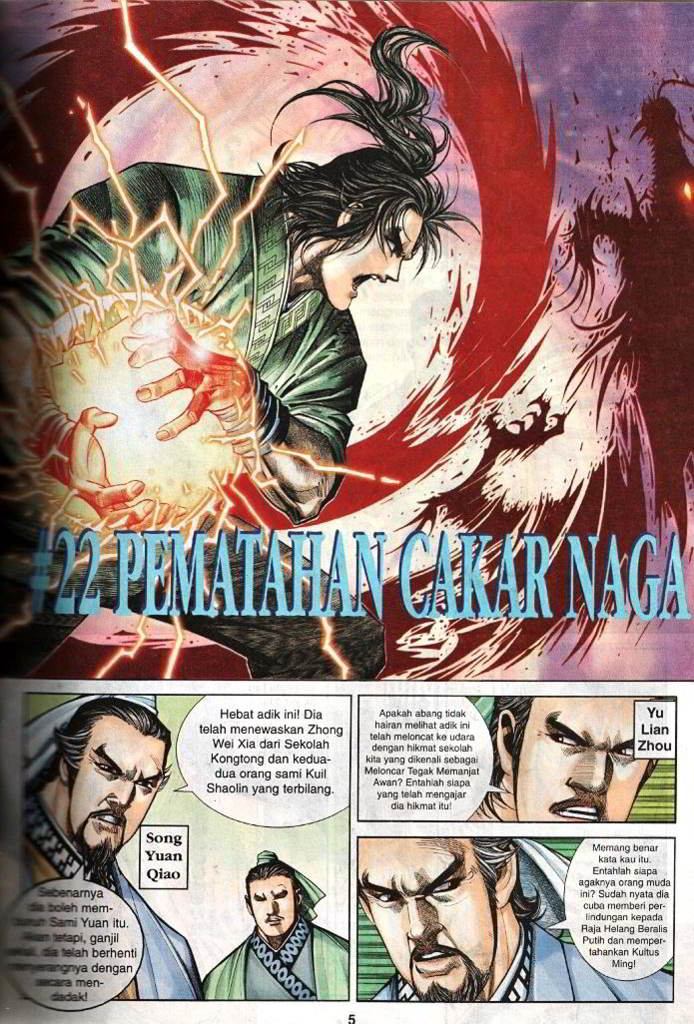 #22 PEMATAHAN CAKAR NAGA
Hebat adik ini! Dia
telah menewaskan Zhong
Wei Xia dari Sekolah
Kongtong dan kedua-
dua orang sami Kuil
Shaolin yang terbilang.
Song
Yuan
Qiao
Sebenarnya
dia boleh mem-
Sami Yuan itu.
tetapi, ganjil
dia telah berhenti
dengan
secara men-
dadak!
Apakah abang tidak
hairan melihat adik ini
telah meloncat ke udara
dengan hikmat sekolah
kita yang dikenali sebagai
Meloncar Tegak Memanjat
Awan? Entahlah siapa
yang telah mengajar
dia hikmat itu!
Yu
Lian
Zhou
Memang benar
kata kau itu.
Entahlah siapa
agaknya orang muda
ini? Sudah nyata dia
cuba memberi per-
lindungan kepada
Raja Helang Beralis
Putih dan memper-
tahankan Kultus
Ming!
5